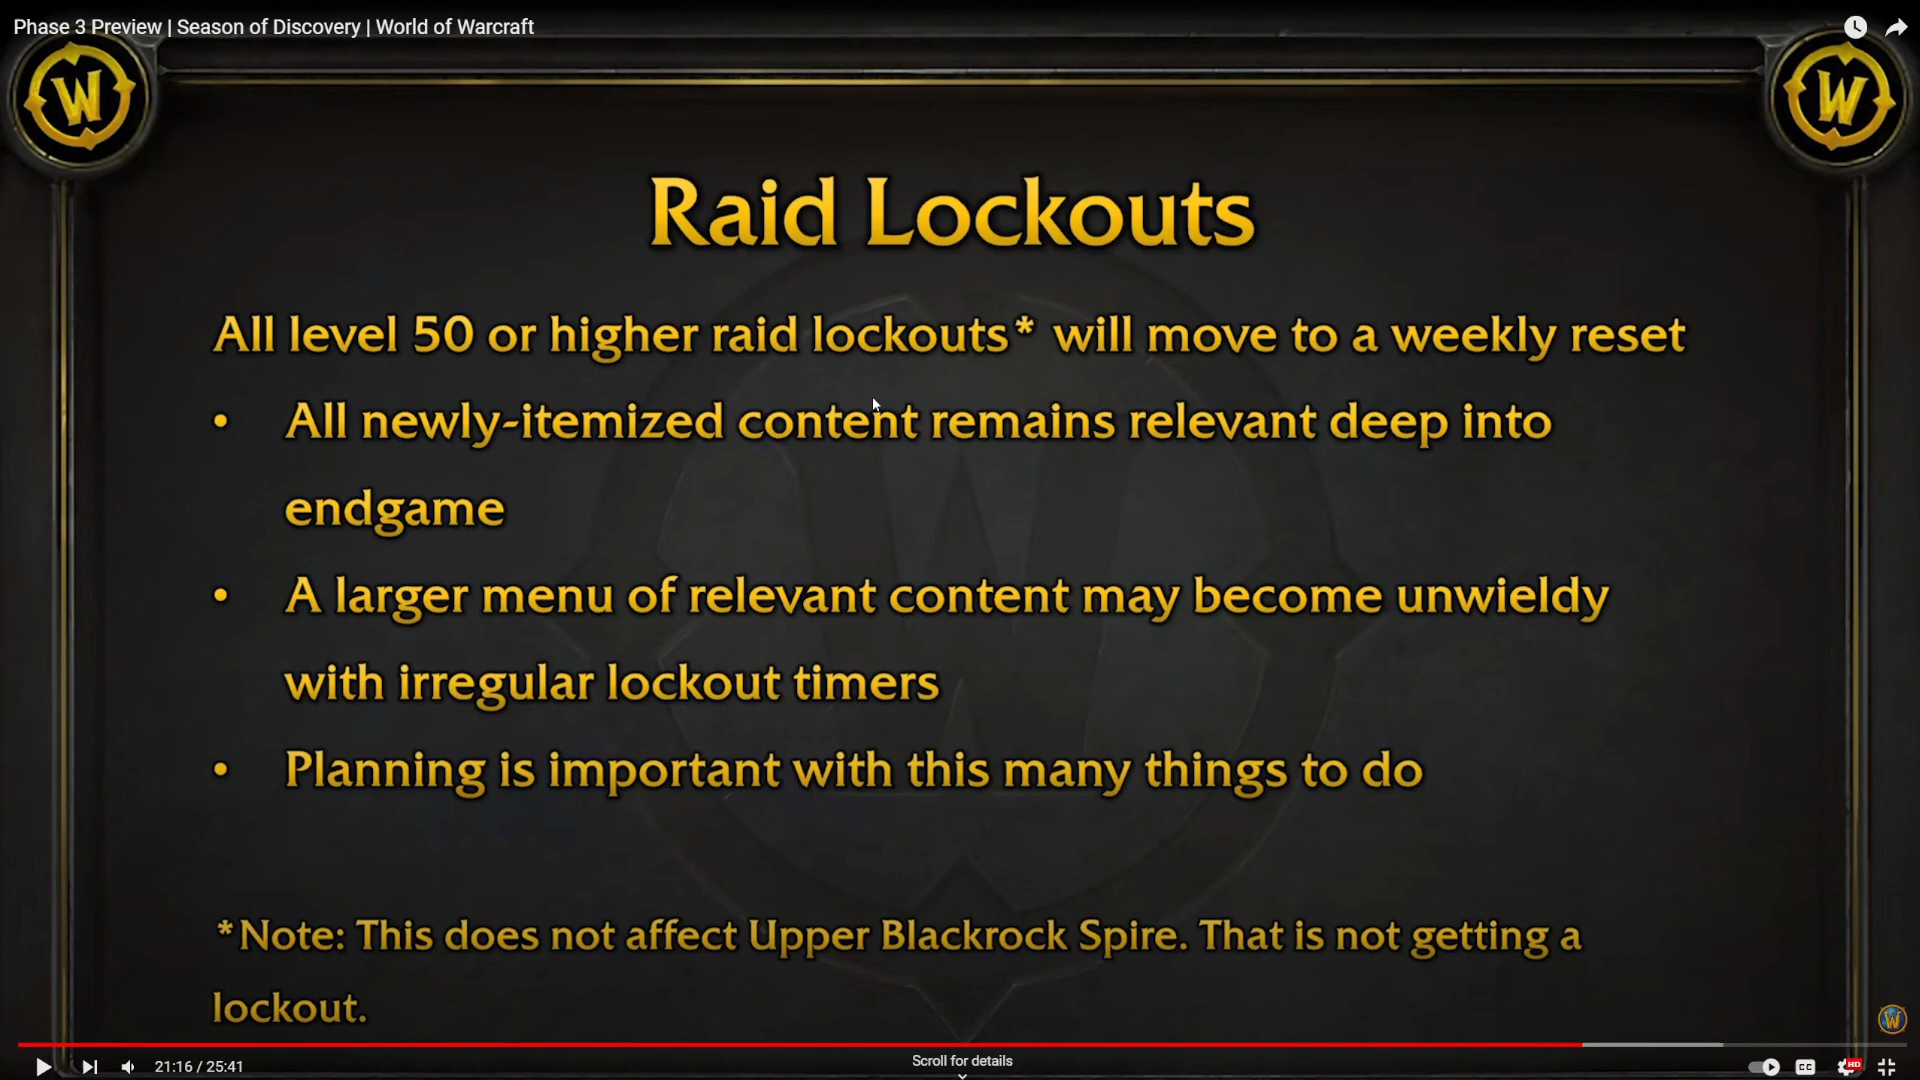 Phase 3 Preview | Season of Discovery | World of Warcraft
W
W
Raid Lockouts
All level 50 or higher raid lockouts* will move to a weekly reset
• All newly-itemized content remains relevant deep into
endgame
• A larger menu of relevant content may become unwieldy
with irregular lockout timers
• Planning is important with this many things to do
*Note: This does not affect Upper Blackrock Spire. That is not getting a
lockout.
W
21:16 / 25:41
Scroll for details
CC
HD